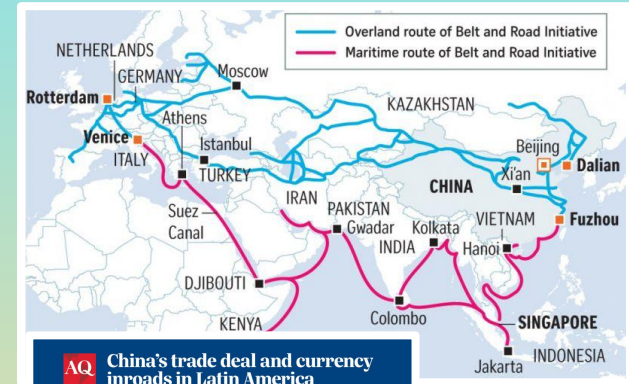 Overland route of Belt and Road Initiative
Maritime route of Belt and Road Initiative
NETHERLANDS
GERMANY
Moscow
Rotterdam
KAZAKHSTAN
Athens
Venice
Istanbul
Beijing
ITALY
TURKEY
Xi'an
Dalian
CHINA
IRAN
Suez
Canal
PAKISTAN
Gwadar
Kolkata
VIETNAM
Fuzhou
INDIA
Hanoi
DJIBOUTI
KENYA
Colombo
SINGAPORE
Jakarta
INDONESIA
AQ
China's trade deal and currency
inroads in Latin America